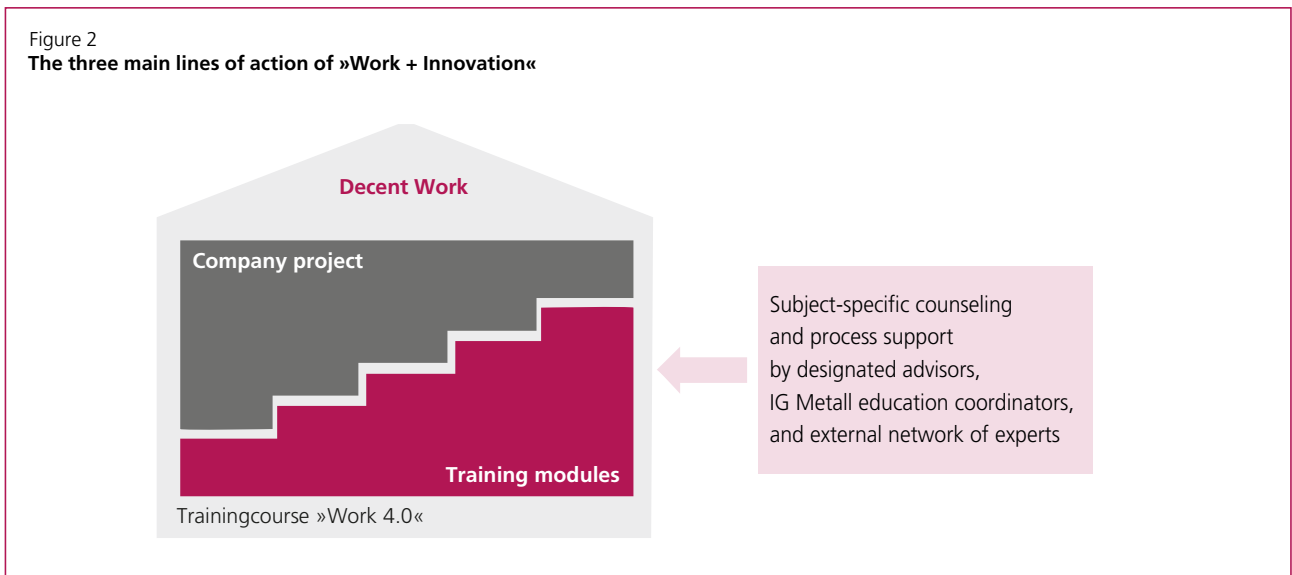 Figure 2
The three main lines of action of »Work + Innovation«
Decent Work
Company project
Training modules
Trainingcourse »Work 4.0«
Subject-specific counseling
and process support
by designated advisors,
IG Metall education coordinators,
and external network of experts